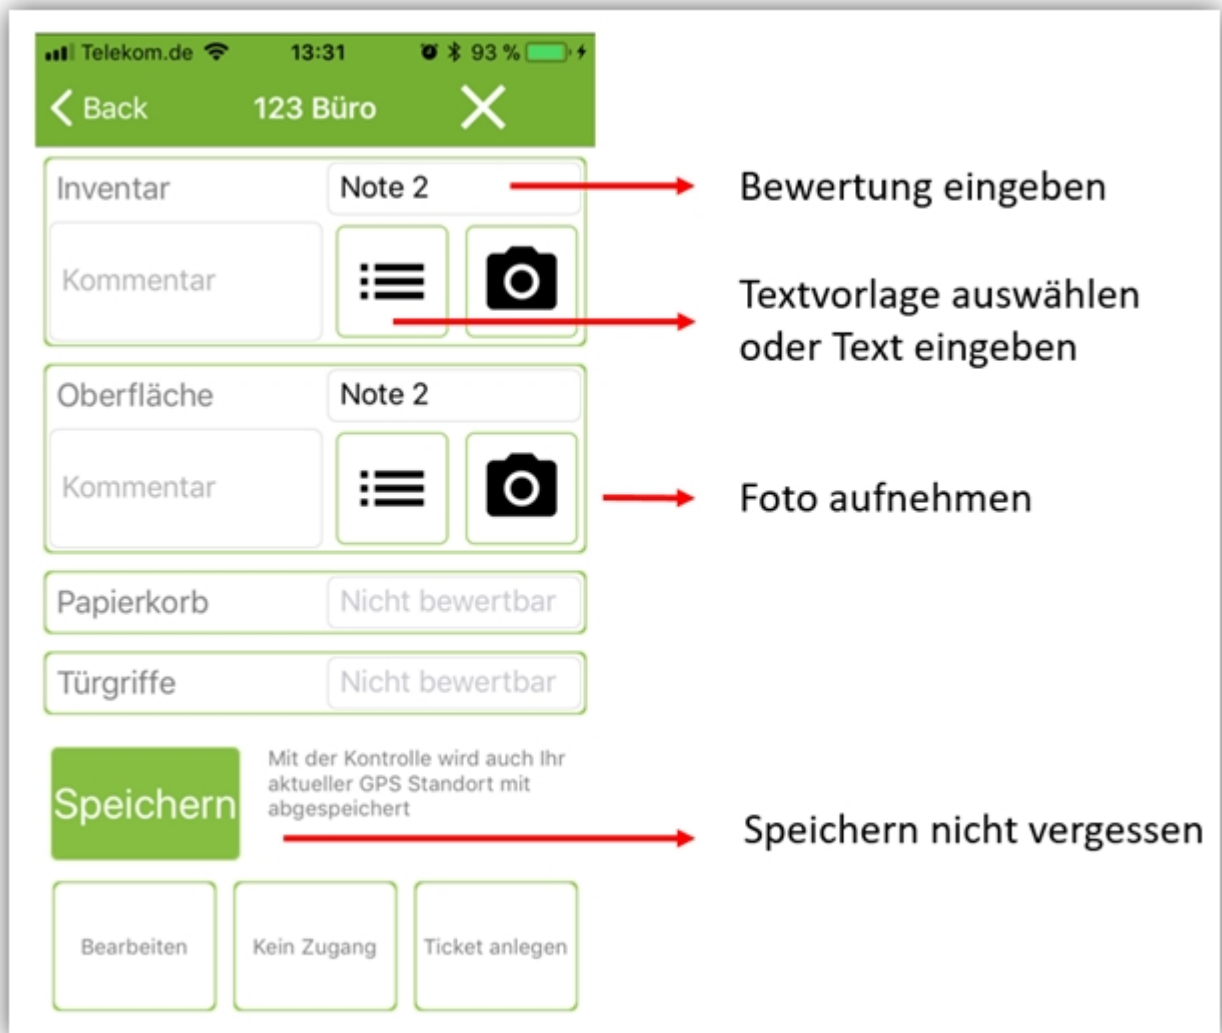 Telekom.de 13:31 93 %
Back 123 Büro
Inventar Note 2
Bewertung eingeben
Kommentar
Textvorlage auswählen
oder Text eingeben
Oberfläche Note 2
Kommentar
Foto aufnehmen
Papierkorb Nicht bewertbar
Türgriffe Nicht bewertbar
Speichern
Mit der Kontrolle wird auch Ihr
aktueller GPS Standort mit
abgespeichert
Speichern nicht vergessen
Bearbeiten Kein Zugang Ticket anlegen